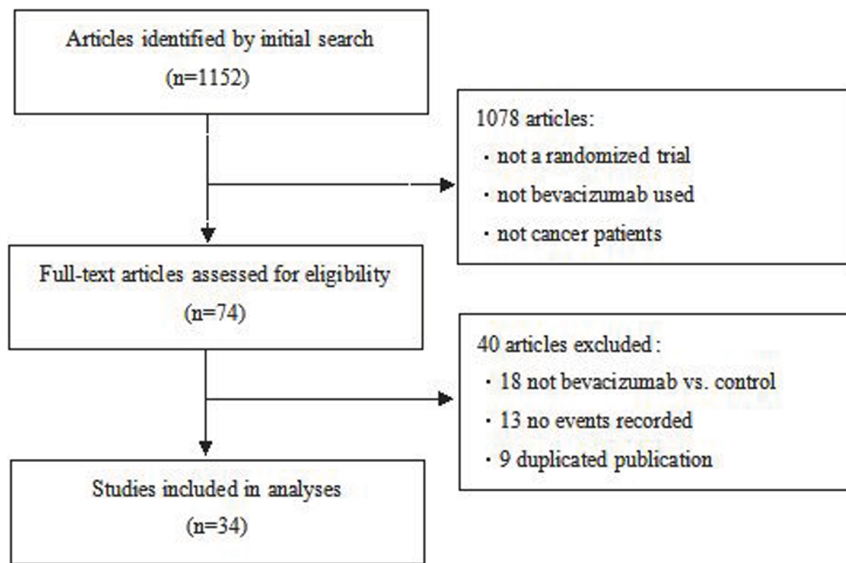 Articles identified by initial search
(n=1152)
1078 articles:
・not a randomized trial
・not bevacizumab used
・not cancer patients
Full-text articles assessed for eligibility
(n=74)
40 articles excluded:
・18 not bevacizumab vs. control
・13 no events recorded
・9 duplicated publication
Studies included in analyses
(n=34)